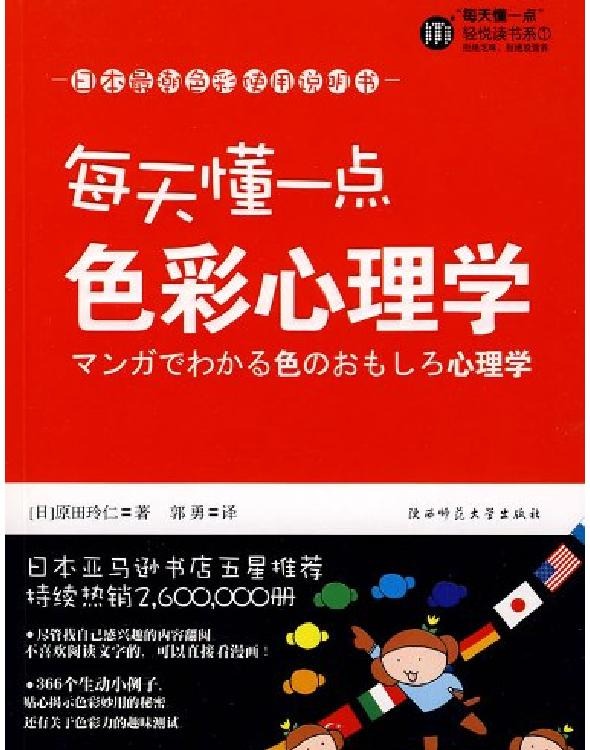 "每天懂一点"
轻悦读书系①
日本最潮色彩使用说明书
每天懂一点
色彩心理学
マンガでわかる色のおもしろ心理学
[日]原田玲仁=著 郭勇=译
陕西师范大学出版社
日本亚马逊书店五星推荐
持续热销2,600,000册
•尽管找自己感兴趣的内容翻阅
不喜欢阅读文字的，可以直接看漫画！
•366个生动小例子，
贴心揭示色彩妙用的秘密
还有关于色彩力的趣味测试